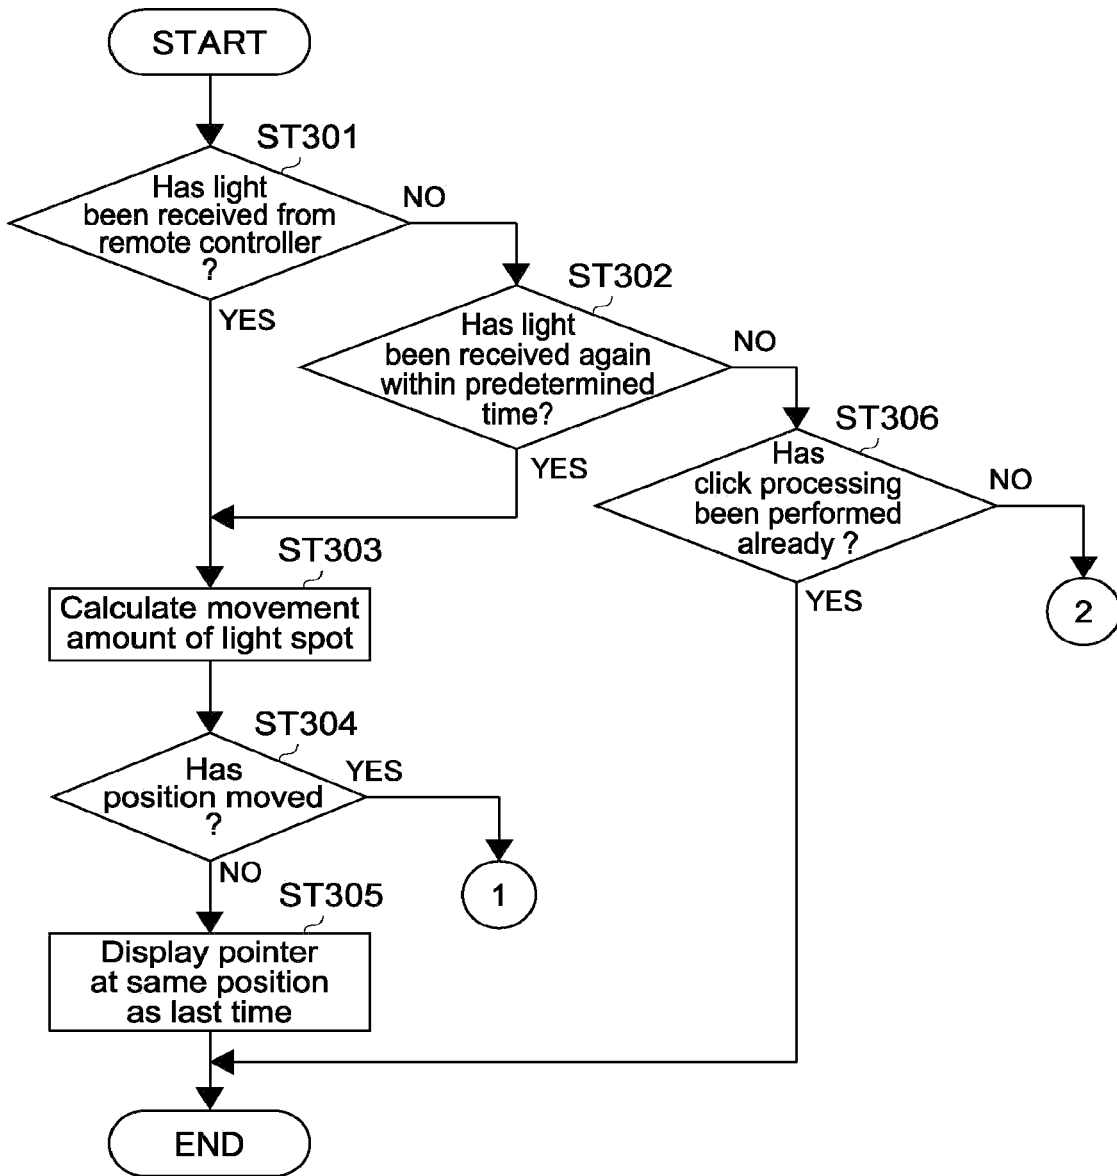 START
ST301
Has light
been received from
remote controller
?
NO
YES
ST302
Has light
been received again
within predetermined
time?
NO
YES
ST306
Has
click processing
been performed
already ?
NO
YES
2
ST303
Calculate movement
amount of light spot
ST304
Has
position moved
?
YES
NO
1
ST305
Display pointer
at same position
as last time
END